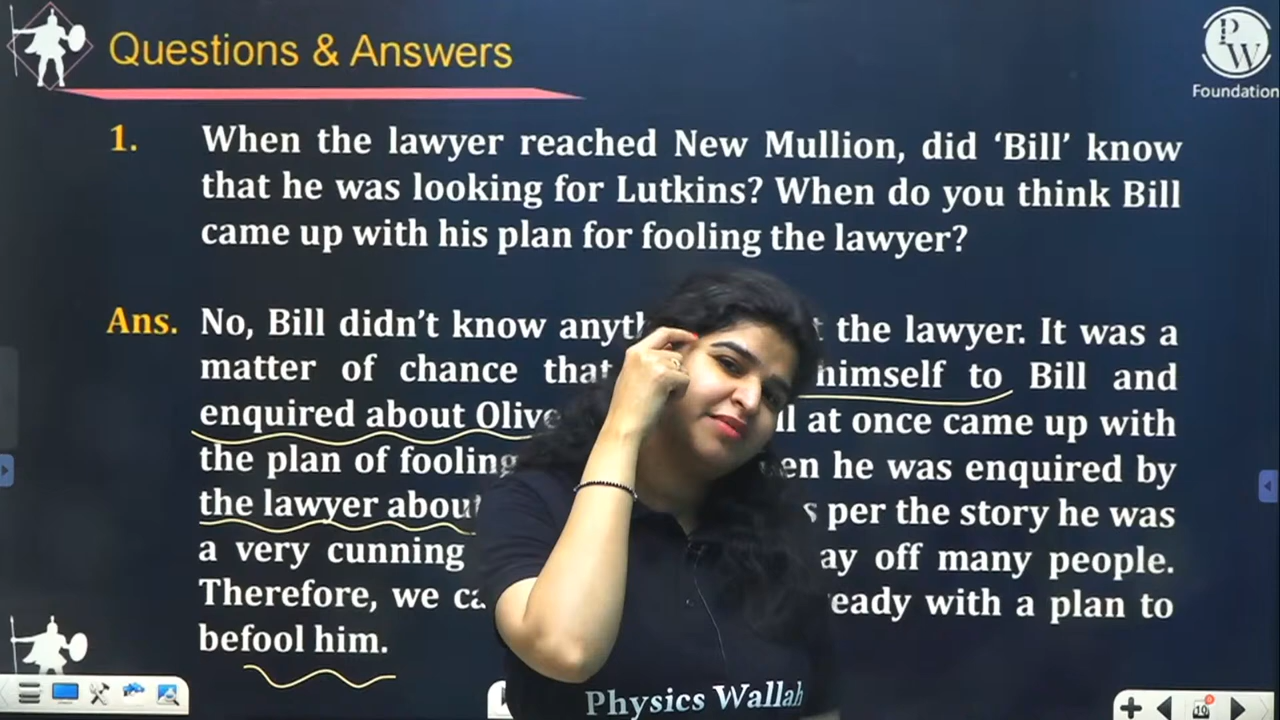 Questions & Answers
PW
Foundation
1. When the lawyer reached New Mullion, did ‘Bill’ know
that he was looking for Lutkins? When do you think Bill
came up with his plan for fooling the lawyer?
Ans. No, Bill didn’t know the lawyer. It was a
matter of chance that himself to Bill and
enquired about at once came up with
the plan of fooling he was enquired by
the lawyer about per the story he was
a very cunning off many people.
Therefore, we with a plan to
befool him.
Physics Wallah
10